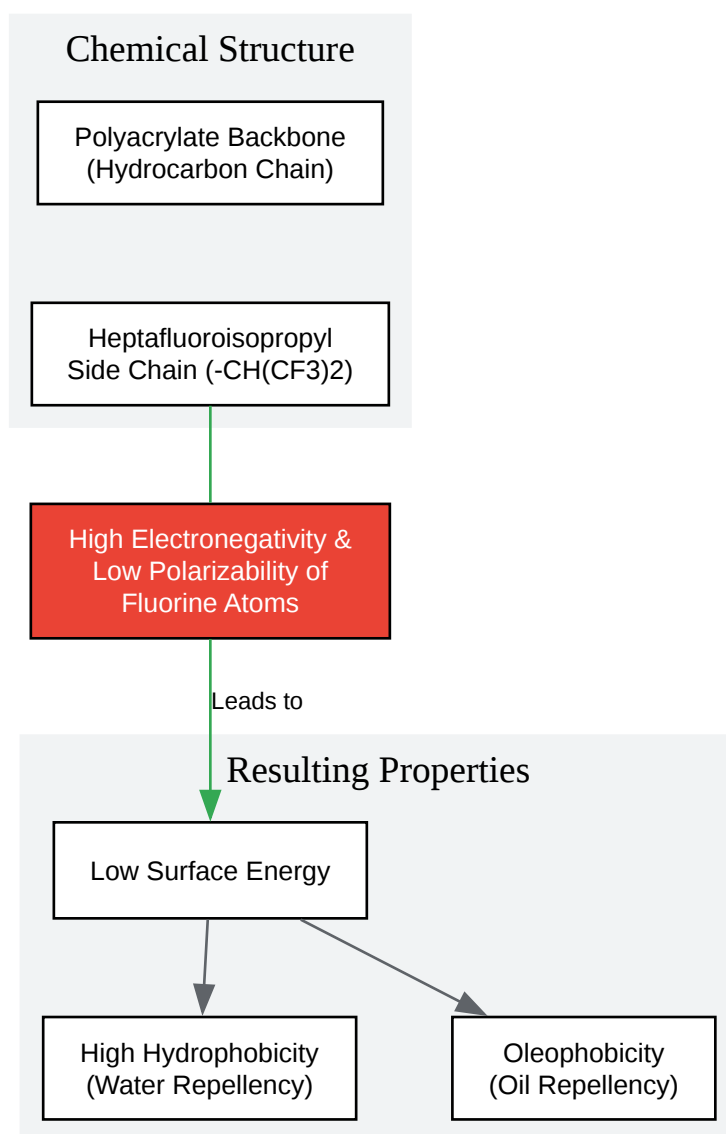 Chemical Structure
Polyacrylate Backbone
(Hydrocarbon Chain)
Heptafluoroisopropyl
Side Chain (-CH(CF3)2)
High Electronegativity &
Low Polarizability of
Fluorine Atoms
Leads to
Resulting Properties
Low Surface Energy
High Hydrophobicity
(Water Repellency)
Oleophobicity
(Oil Repellency)